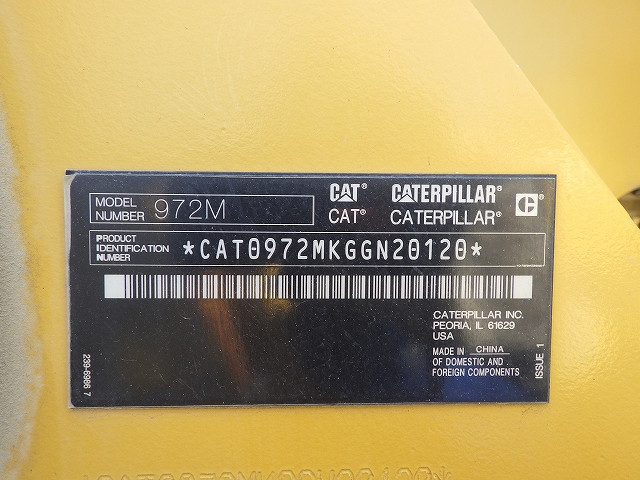 MODEL NUMBER 972M
CAT® CATERPILLAR®
CAT® CATERPILLAR®
PRODUCT IDENTIFICATION NUMBER *CAT0972MKGGN20120*
CATERPILLAR INC.
PEORIA, IL 61629
USA
MADE IN CHINA
OF DOMESTIC AND
FOREIGN COMPONENTS
ISSUE 1
239-6986 7